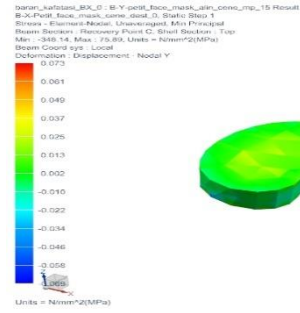 baran_kafatasi_BX_0 : B-Y-petit_face_mask_alin_cene_mp_15 Result
B-X-Petit_face_mask_cene_dest_0, Static Step 1
Stress - Element-Nodal, Unaveraged, Min Principal
Beam Section : Recovery Point C, Shell Section : Top
Min : -346.14, Max : 75.89, Units = N/mm^2(MPa)
Beam Coord sys : Local
Deformation : Displacement - Nodal Y
0.073
0.061
0.049
0.037
0.025
0.013
0.002
-0.010
-0.022
-0.034
-0.046
-0.058
X
Units = N/mm^2(MPa)